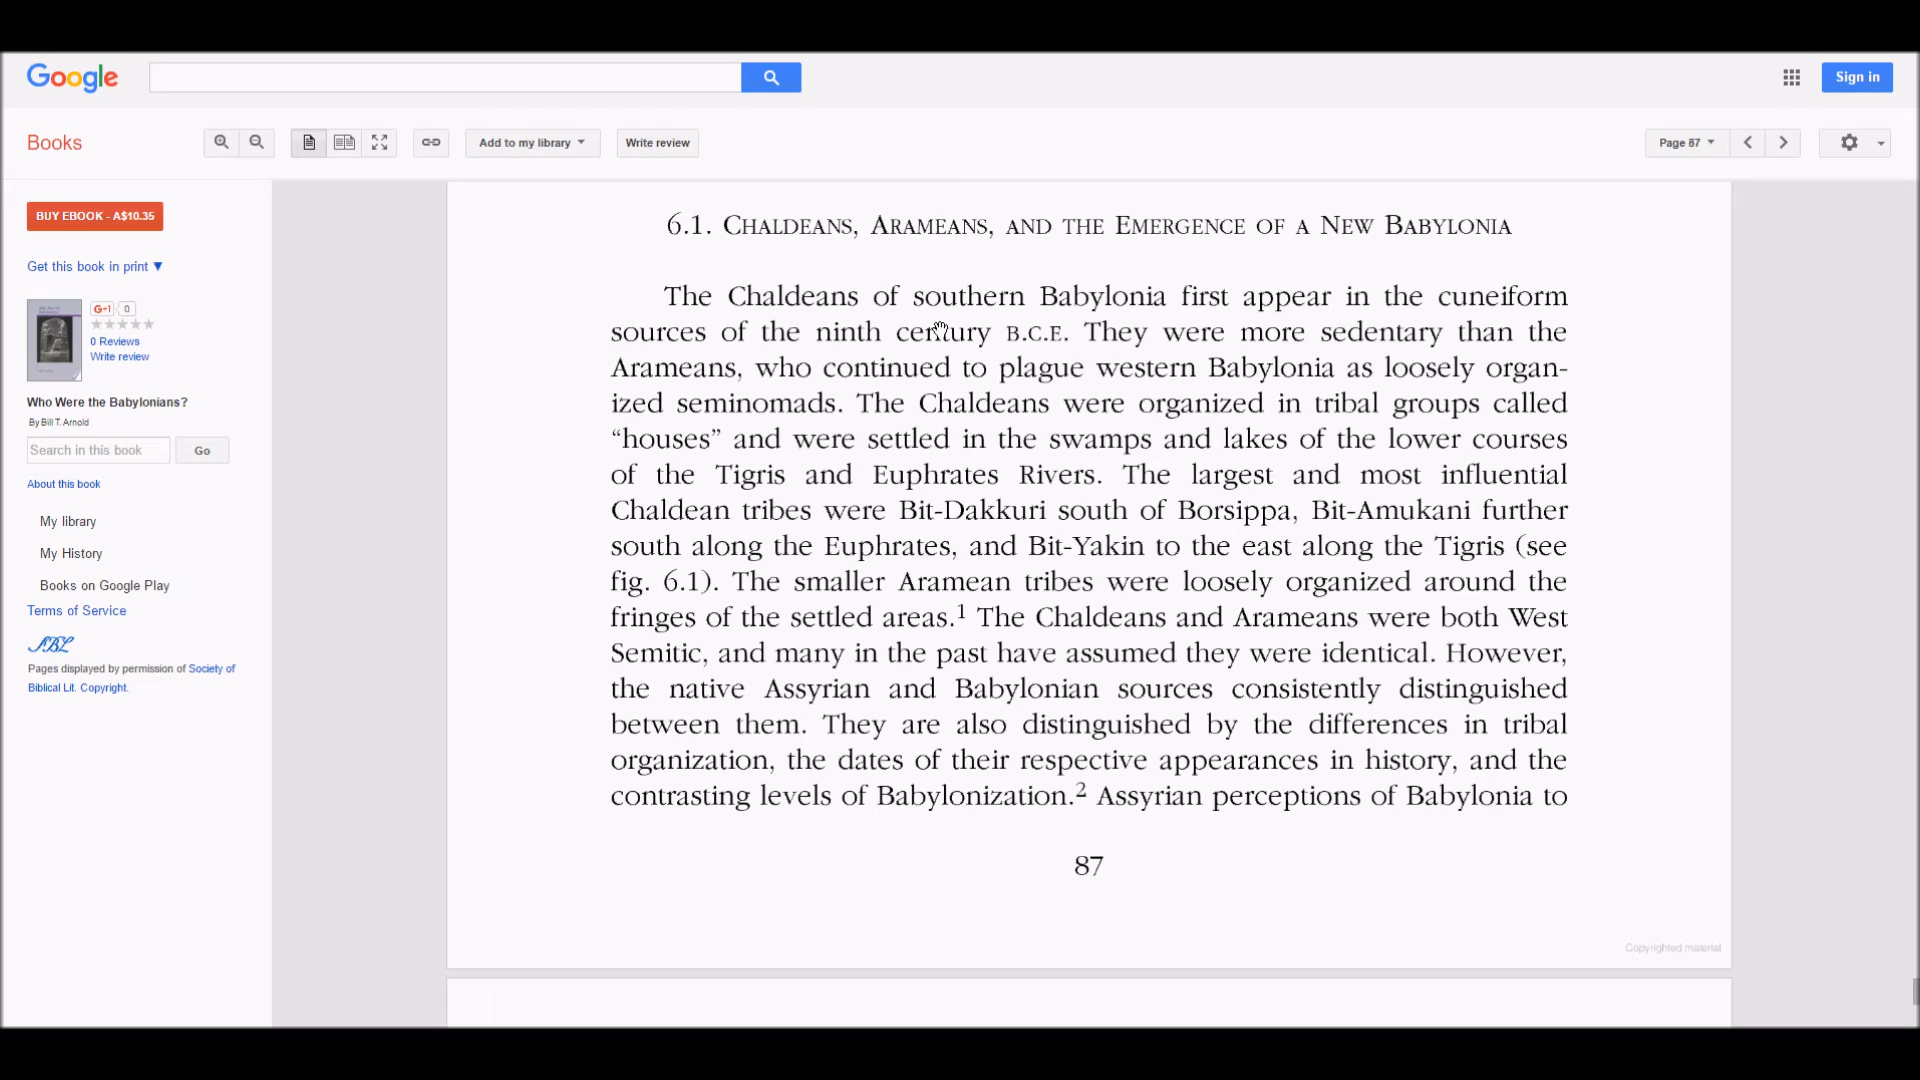 Google
Sign in
Books
Add to my library
Write review
Page 87
BUY EBOOK - A$10.35
Get this book in print ▼
G+1 0
0 Reviews
Write review
Who Were the Babylonians?
By Bill T. Arnold
Search in this book
Go
About this book
My library
My History
Books on Google Play
Terms of Service
SBL
Pages displayed by permission of Society of
Biblical Lit. Copyright.
6.1. CHALDEANS, ARAMEANS, AND THE EMERGENCE OF A NEW BABYLONIA
The Chaldeans of southern Babylonia first appear in the cuneiform
sources of the ninth century B.C.E. They were more sedentary than the
Arameans, who continued to plague western Babylonia as loosely organ-
ized seminomads. The Chaldeans were organized in tribal groups called
“houses” and were settled in the swamps and lakes of the lower courses
of the Tigris and Euphrates Rivers. The largest and most influential
Chaldean tribes were Bit-Dakkuri south of Borsippa, Bit-Amukani further
south along the Euphrates, and Bit-Yakin to the east along the Tigris (see
fig. 6.1). The smaller Aramean tribes were loosely organized around the
fringes of the settled areas.1 The Chaldeans and Arameans were both West
Semitic, and many in the past have assumed they were identical. However,
the native Assyrian and Babylonian sources consistently distinguished
between them. They are also distinguished by the differences in tribal
organization, the dates of their respective appearances in history, and the
contrasting levels of Babylonization.2 Assyrian perceptions of Babylonia to
87
Copyrighted material